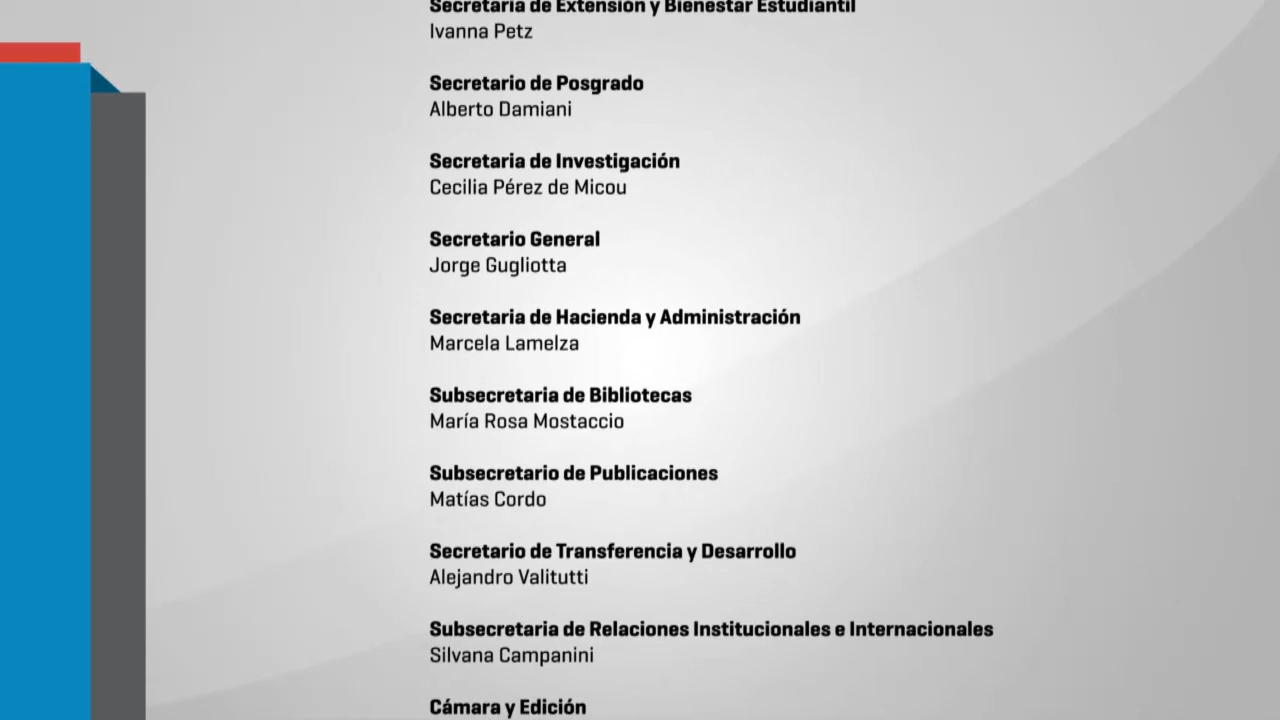 Secretaria de Extensión y Bienestar Estudiantil
Ivanna Petz
Secretario de Posgrado
Alberto Damiani
Secretaria de Investigación
Cecilia Pérez de Micou
Secretario General
Jorge Gugliotta
Secretaria de Hacienda y Administración
Marcela Lamelza
Subsecretaria de Bibliotecas
María Rosa Mostaccio
Subsecretario de Publicaciones
Matías Cordo
Secretario de Transferencia y Desarrollo
Alejandro Valitutti
Subsecretaria de Relaciones Institucionales e Internacionales
Silvana Campanini
Cámara y Edición